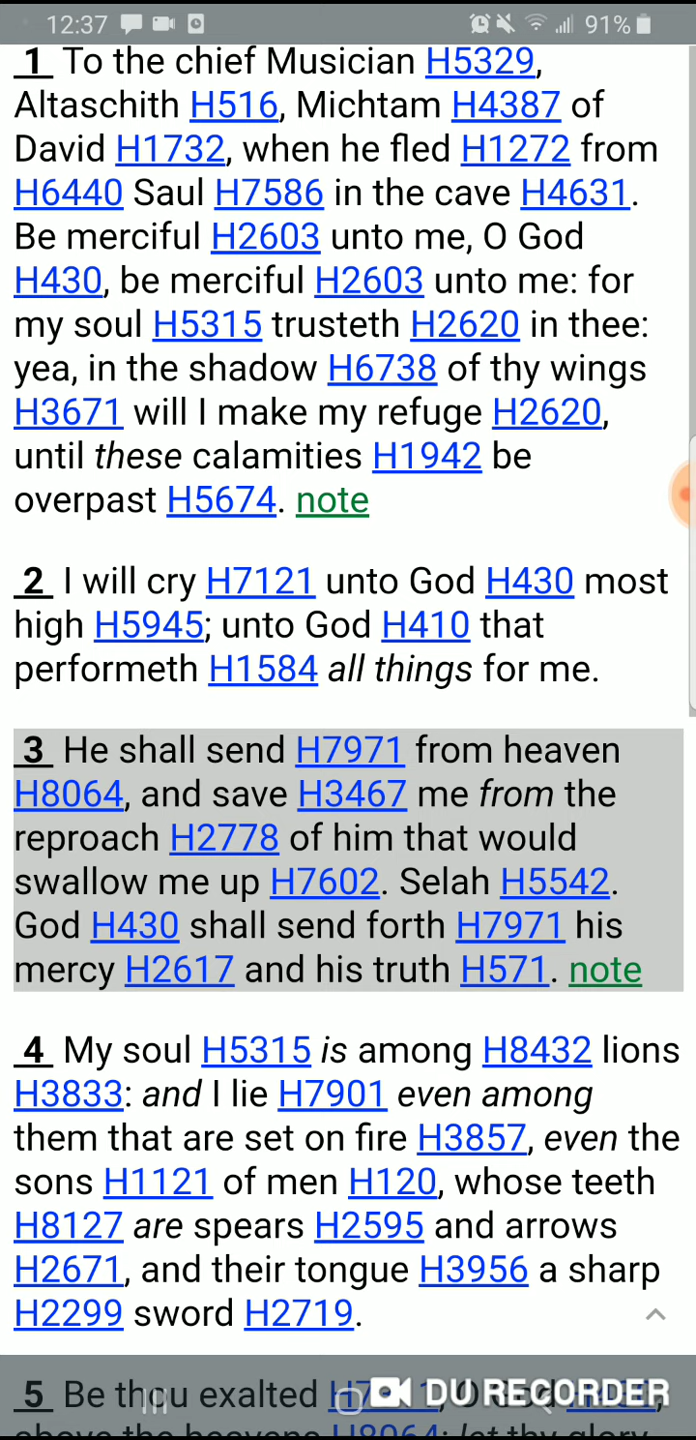 12:37 91%
1 To the chief Musician H5329,
Altaschith H516, Michtam H4387 of
David H1732, when he fled H1272 from
H6440 Saul H7586 in the cave H4631.
Be merciful H2603 unto me, O God
H430, be merciful H2603 unto me: for
my soul H5315 trusteth H2620 in thee:
yea, in the shadow H6738 of thy wings
H3671 will I make my refuge H2620,
until these calamities H1942 be
overpast H5674. note
2 I will cry H7121 unto God H430 most
high H5945; unto God H410 that
performeth H1584 all things for me.
3 He shall send H7971 from heaven
H8064, and save H3467 me from the
reproach H2778 of him that would
swallow me up H7602. Selah H5542.
God H430 shall send forth H7971 his
mercy H2617 and his truth H571. note
4 My soul H5315 is among H8432 lions
H3833: and I lie H7901 even among
them that are set on fire H3857, even the
sons H1121 of men H120, whose teeth
H8127 are spears H2595 and arrows
H2671, and their tongue H3956 a sharp
H2299 sword H2719.
5 Be thou exalted
DU RECORDER
above the heavens H8064: let thy glory